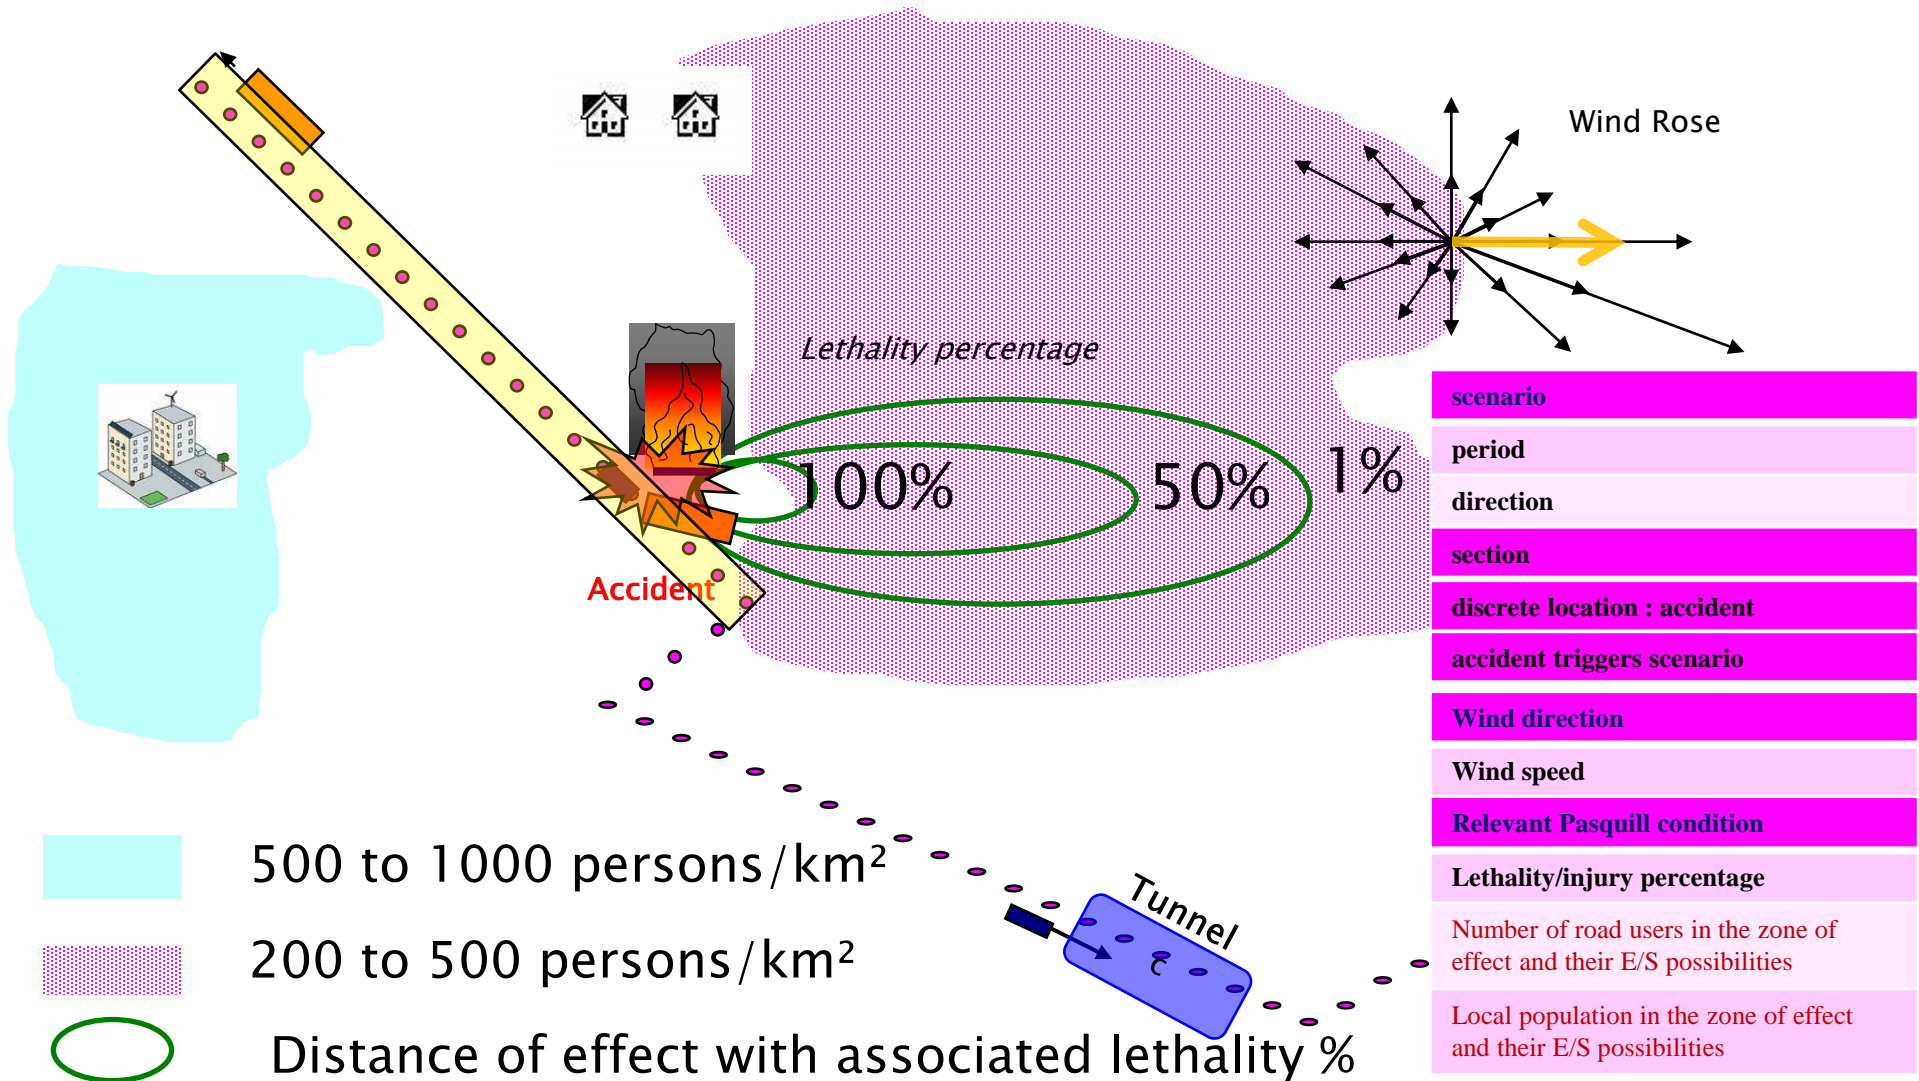 Wind Rose
Lethality percentage
100%
50%
1%
Accident
scenario
period
direction
section
discrete location : accident
accident triggers scenario
Wind direction
Wind speed
Relevant Pasquill condition
Lethality/injury percentage
Number of road users in the zone of
effect and their E/S possibilities
Local population in the zone of effect
and their E/S possibilities
500 to 1000 persons/km²
200 to 500 persons/km²
Distance of effect with associated lethality %
Tunnel
C